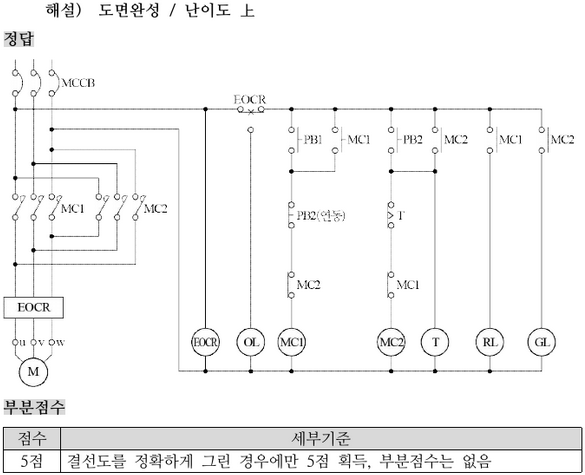 해설) 도면완성 / 난이도 上
정답
MCCB
EOCR
PB1
MC1
PB2
MC2
MC1
MC2
MC1
MC2
PB2(연동)
T
MC2
MC1
EOCR
EOCR
OL
MC1
MC2
T
RL
GL
u v w
M
부분점수
점수 세부기준
5점 결선도를 정확하게 그린 경우에만 5점 획득, 부분점수는 없음